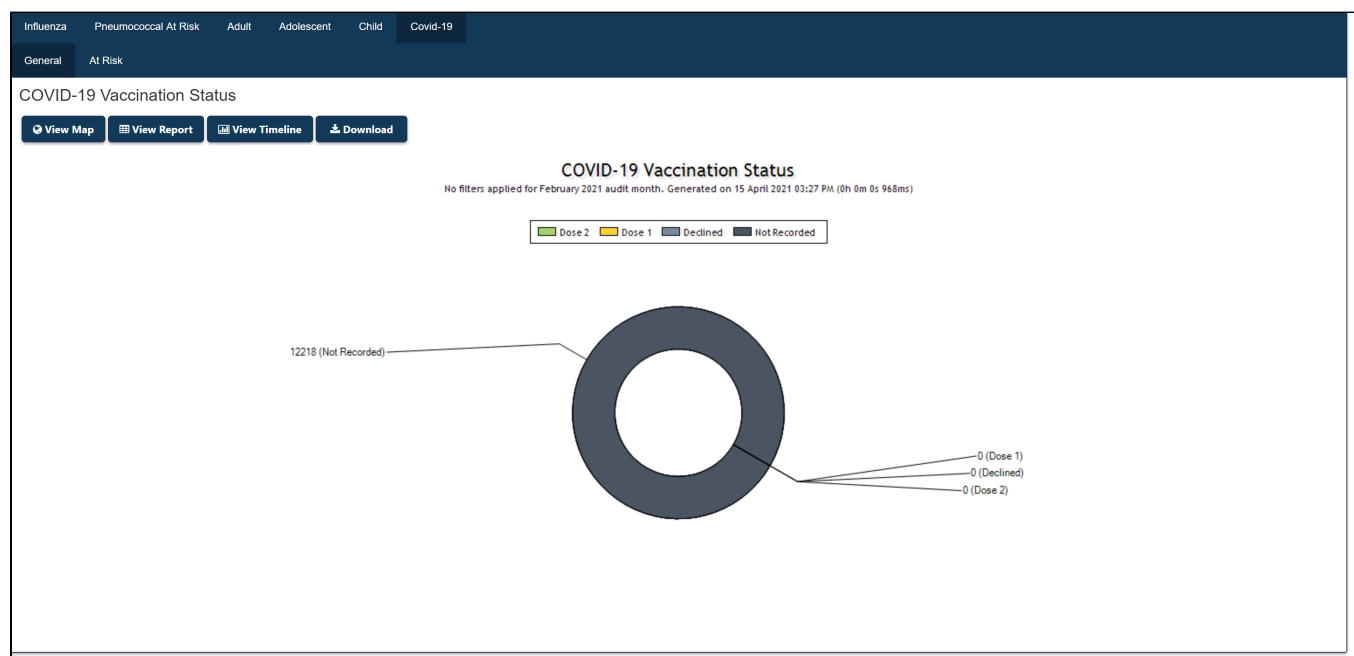 Influenza Pneumococcal At Risk Adult Adolescent Child Covid-19
General At Risk
COVID-19 Vaccination Status
View Map View Report View Timeline Download
COVID-19 Vaccination Status
No filters applied for February 2021 audit month. Generated on 15 April 2021 03:27 PM (0h 0m 0s 968ms)
Dose 2 Dose 1 Declined Not Recorded
12218 (Not Recorded)
0 (Dose 1)
0 (Declined)
0 (Dose 2)